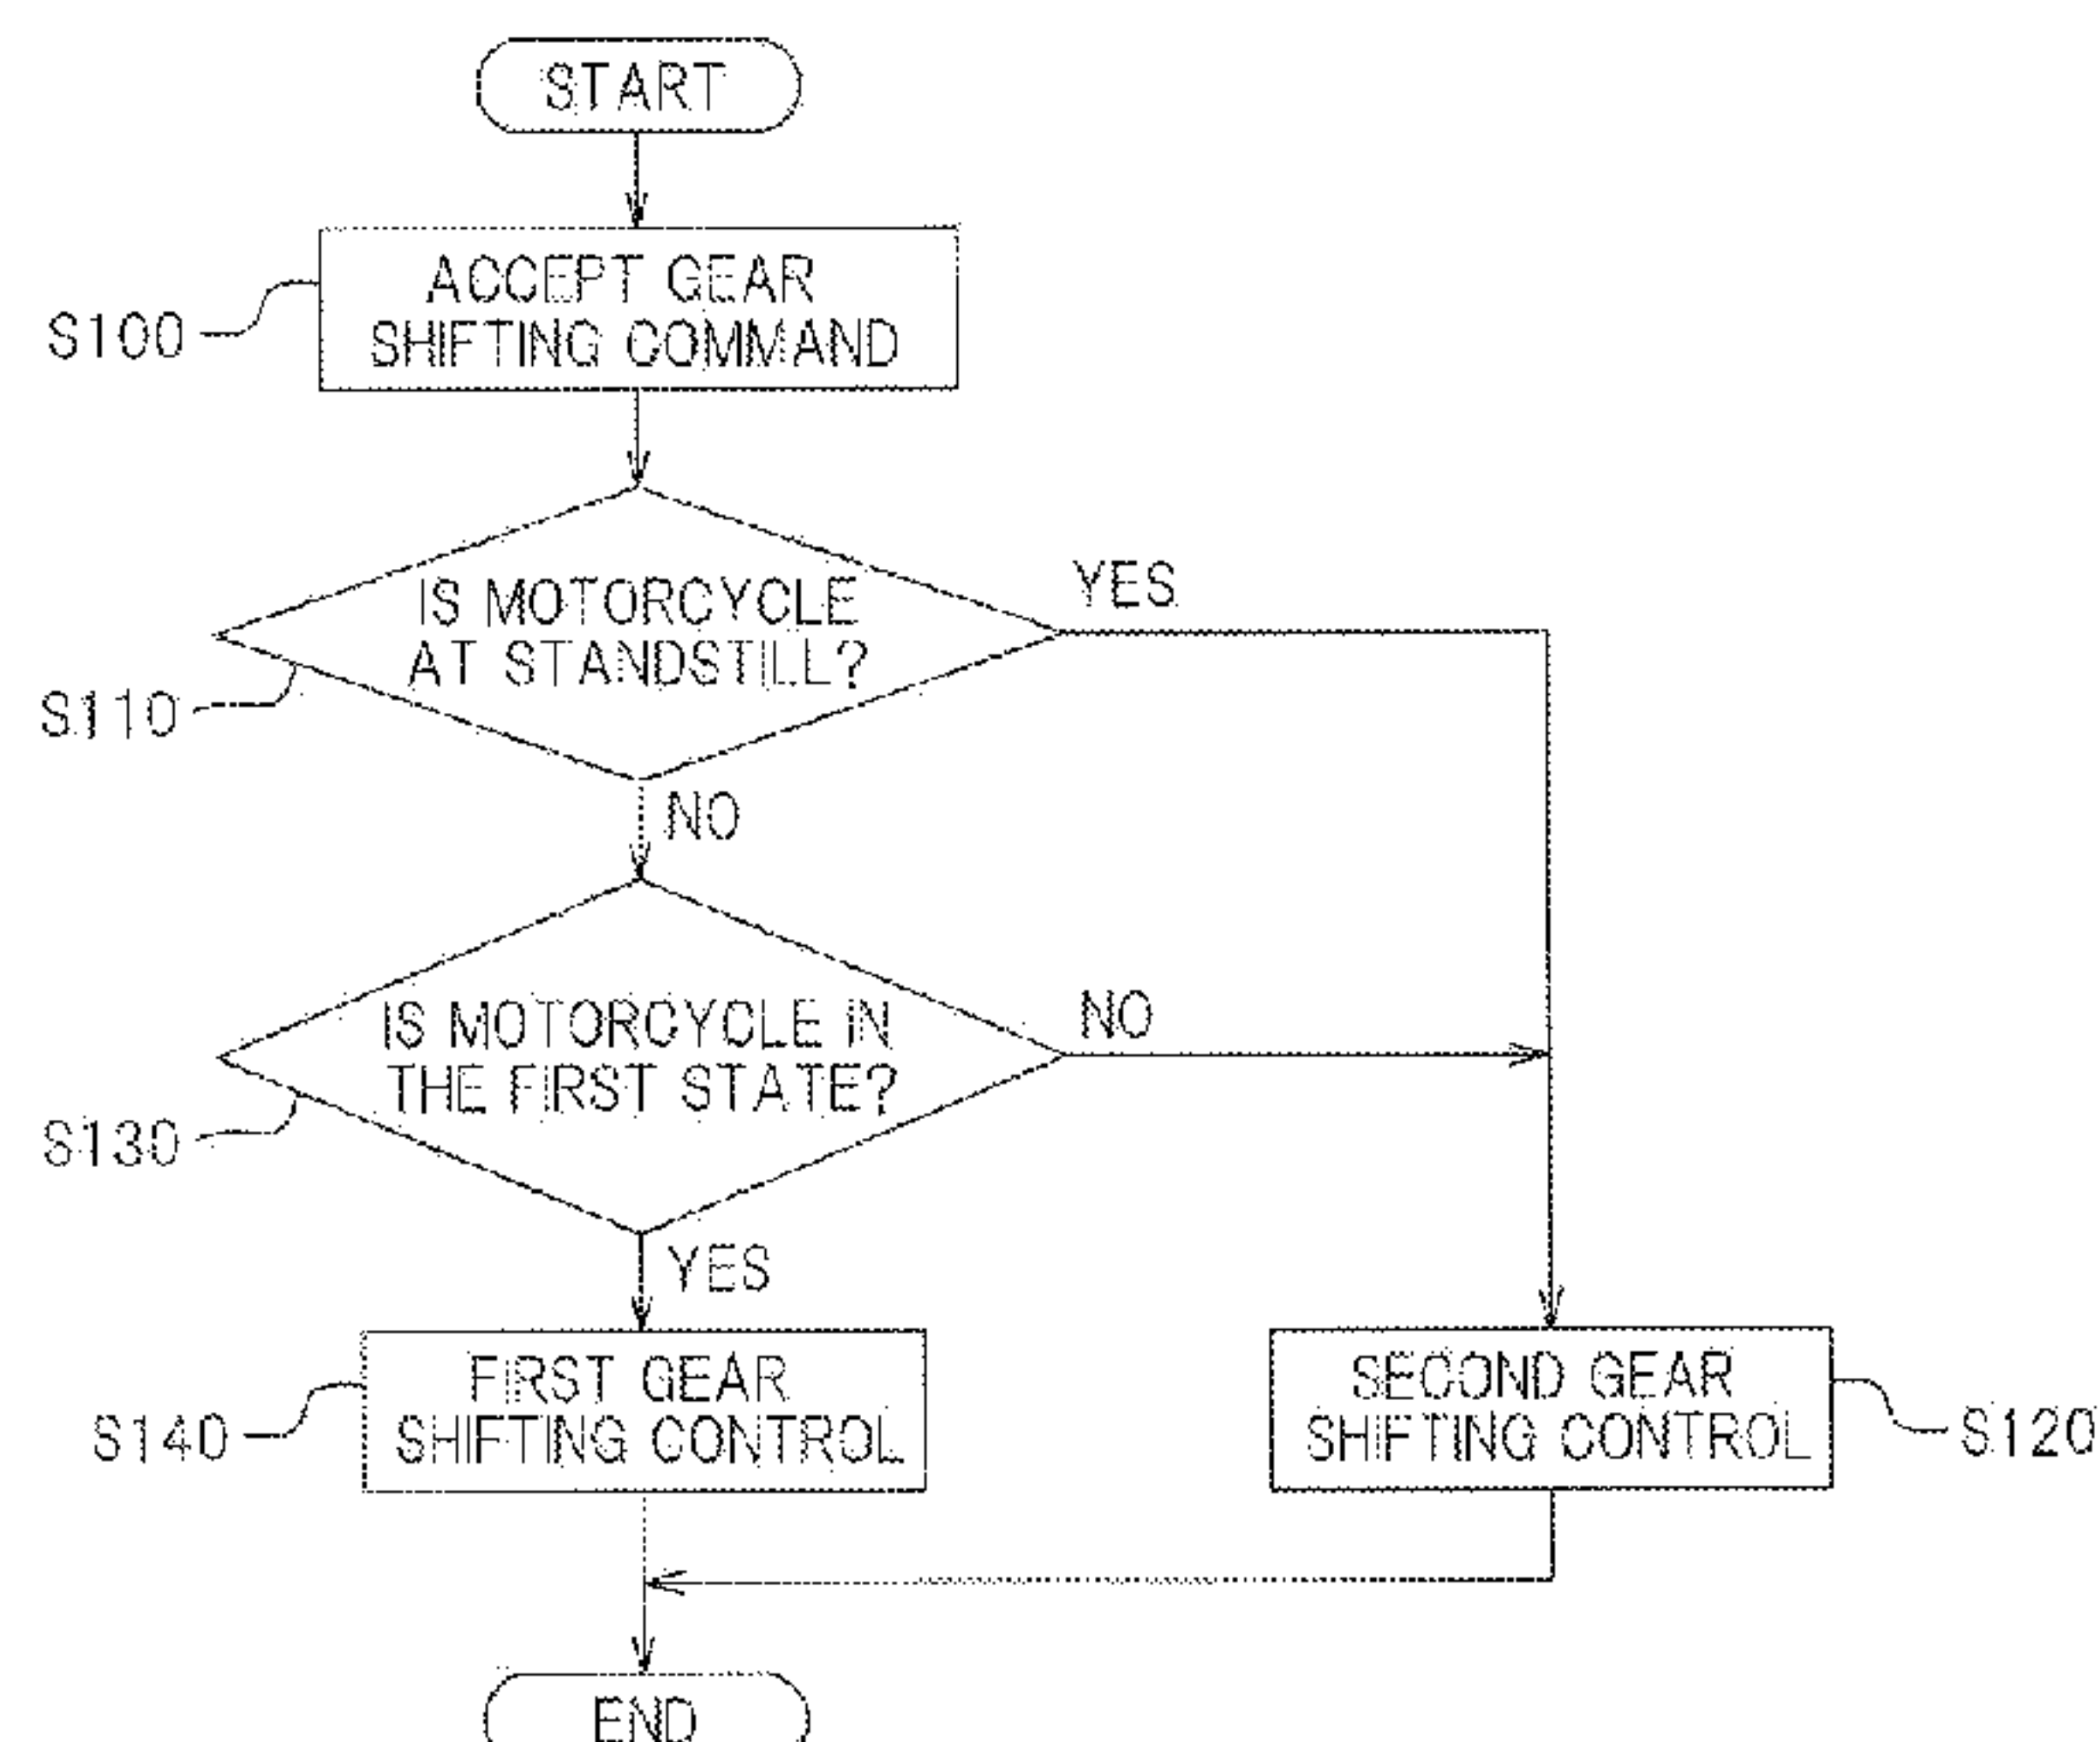 START
ACCEPT GEAR
SHIFTING COMMAND
S100
IS MOTORCYCLE
AT STANDSTILL?
YES
S110
NO
IS MOTORCYCLE IN
THE FIRST STATE?
NO
S130
YES
FIRST GEAR
SHIFTING CONTROL
S140
SECOND GEAR
SHIFTING CONTROL
S120
END